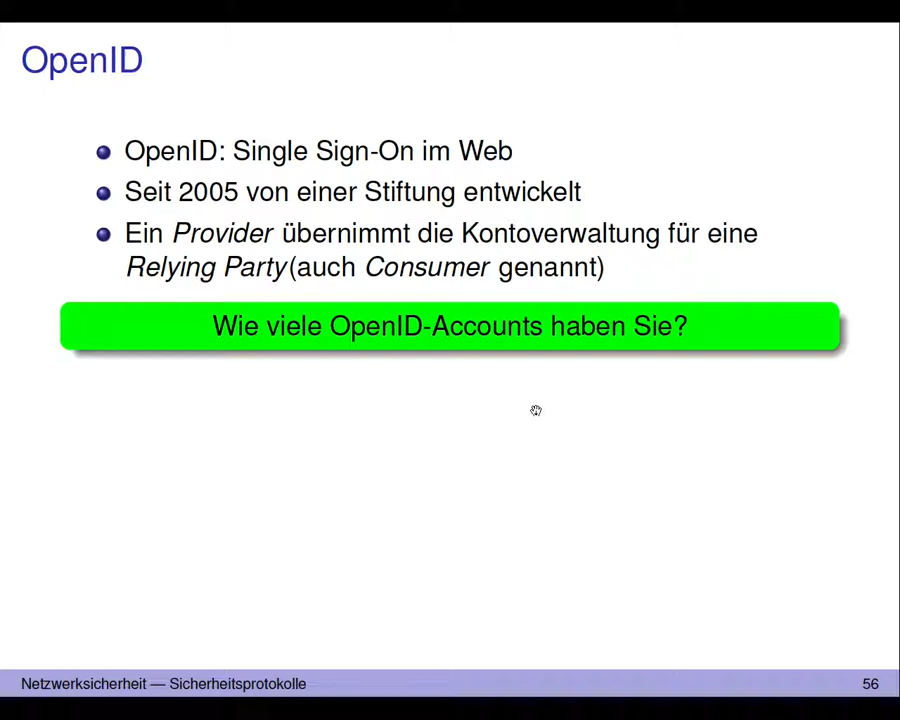 OpenID
OpenID: Single Sign-On im Web
Seit 2005 von einer Stiftung entwickelt
Ein Provider übernimmt die Kontoverwaltung für eine
Relying Party(auch Consumer genannt)
Wie viele OpenID-Accounts haben Sie?
Netzwerksicherheit — Sicherheitsprotokolle 56